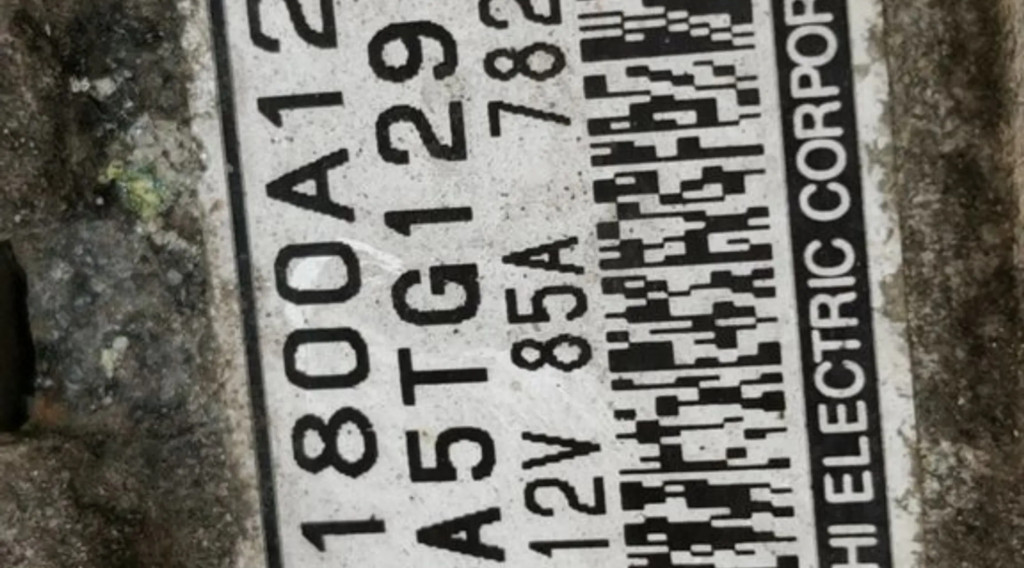 1800A12
A5TG129
12V 85A 782
HI ELECTRIC CORPOR